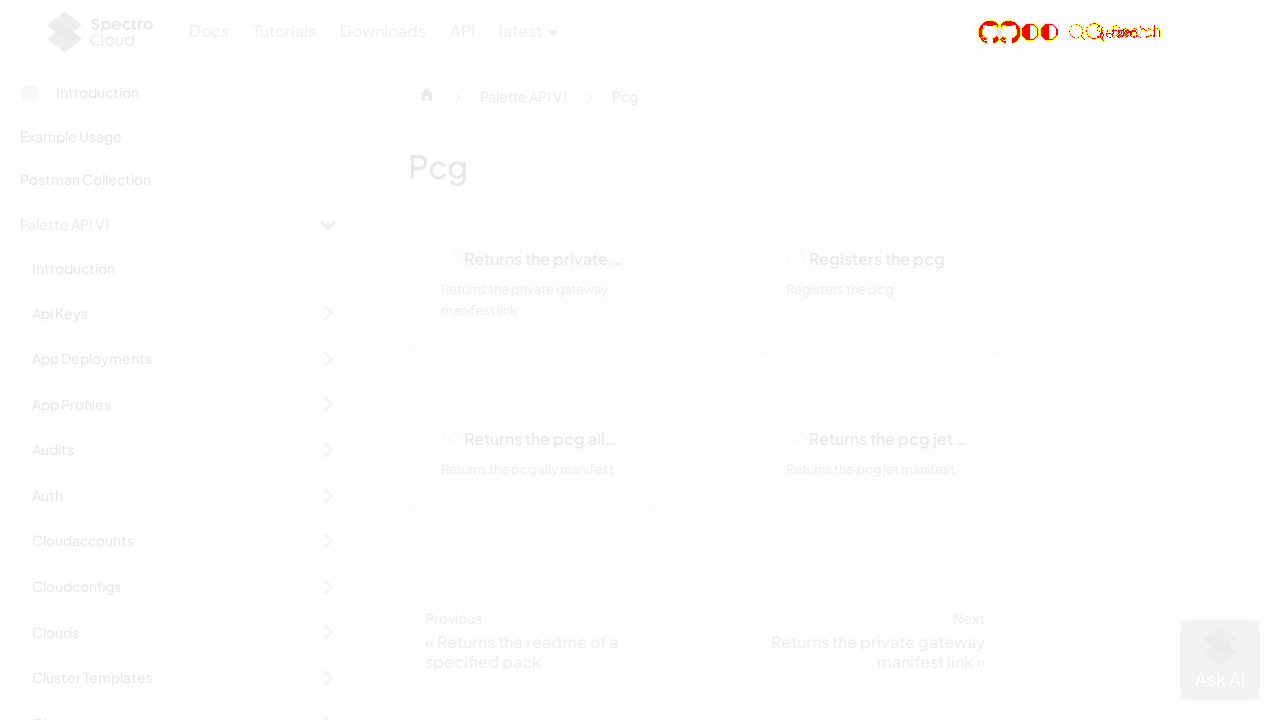 Spectro
Cloud
Docs
Tutorials
Downloads
API
latest
Introduction
Example Usage
Postman Collection
Palette API V1
Introduction
Api Keys
App Deployments
App Profiles
Audits
Auth
Cloudaccounts
Cloudconfigs
Clouds
Cluster Templates
Palette API V1
Pcg
Pcg
Returns the private ...
Returns the private gateway
manifest link
Registers the pcg
Registers the pcg
Returns the pcg all...
Returns the pcg ally manifest
Returns the pcg jet ...
Returns the pcg jet manifest
Previous
« Returns the readme of a
specified pack
Next
Returns the private gateway
manifest link »
Ask AI